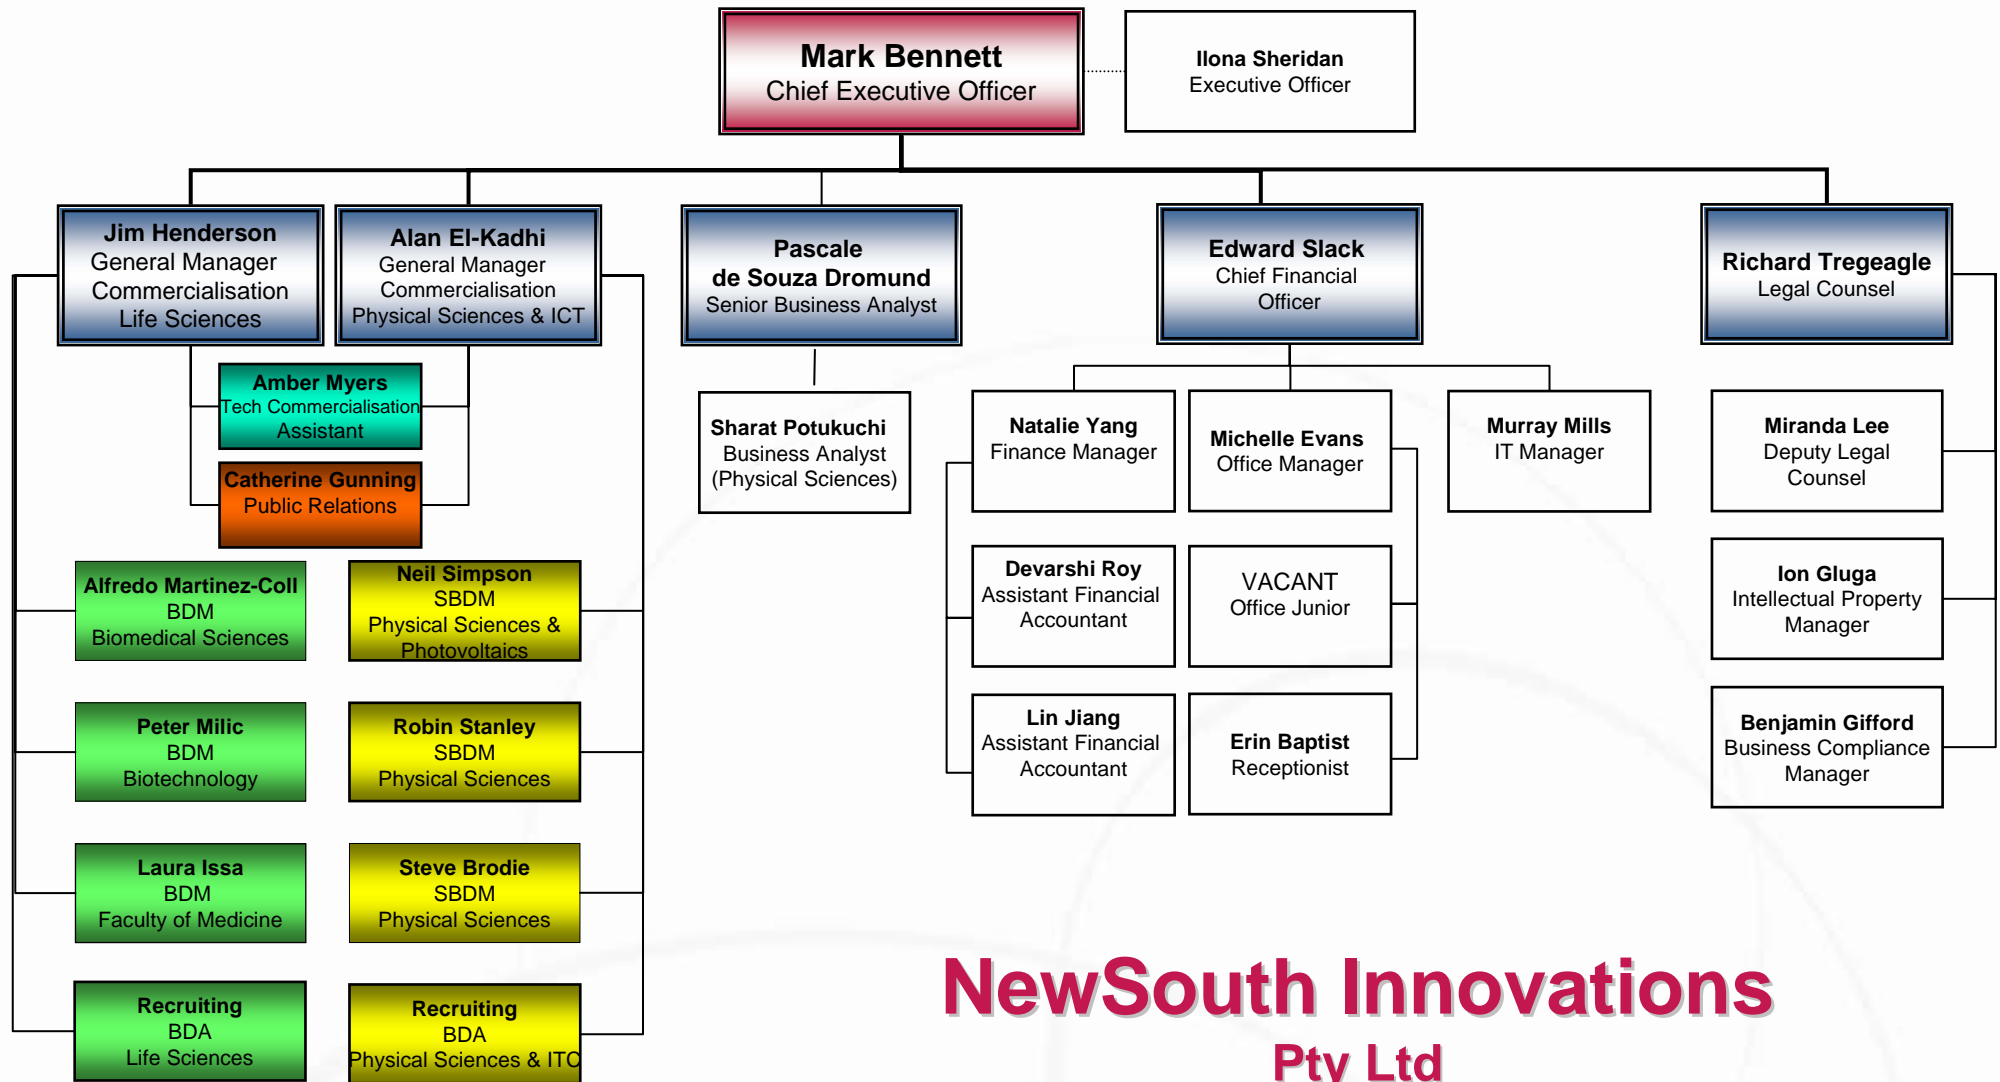 Mark Bennett
Chief Executive Officer
Ilona Sheridan
Executive Officer
Jim Henderson
General Manager
Commercialisation
Life Sciences
Alan El-Kadhi
General Manager
Commercialisation
Physical Sciences & ICT
Pascale
de Souza Dromund
Senior Business Analyst
Edward Slack
Chief Financial
Officer
Richard Tregeagle
Legal Counsel
Amber Myers
Tech Commercialisation
Assistant
Catherine Gunning
Public Relations
Sharat Potukuchi
Business Analyst
(Physical Sciences)
Natalie Yang
Finance Manager
Michelle Evans
Office Manager
Murray Mills
IT Manager
Miranda Lee
Deputy Legal
Counsel
Alfredo Martinez-Coll
BDM
Biomedical Sciences
Neil Simpson
SBDM
Physical Sciences &
Photovoltaics
Devarshi Roy
Assistant Financial
Accountant
VACANT
Office Junior
Ion Gluga
Intellectual Property
Manager
Peter Milic
BDM
Biotechnology
Robin Stanley
SBDM
Physical Sciences
Lin Jiang
Assistant Financial
Accountant
Erin Baptist
Receptionist
Benjamin Gifford
Business Compliance
Manager
Laura Issa
BDM
Faculty of Medicine
Steve Brodie
SBDM
Physical Sciences
Recruiting
BDA
Life Sciences
Recruiting
BDA
Physical Sciences & ITC
NewSouth Innovations
Pty Ltd